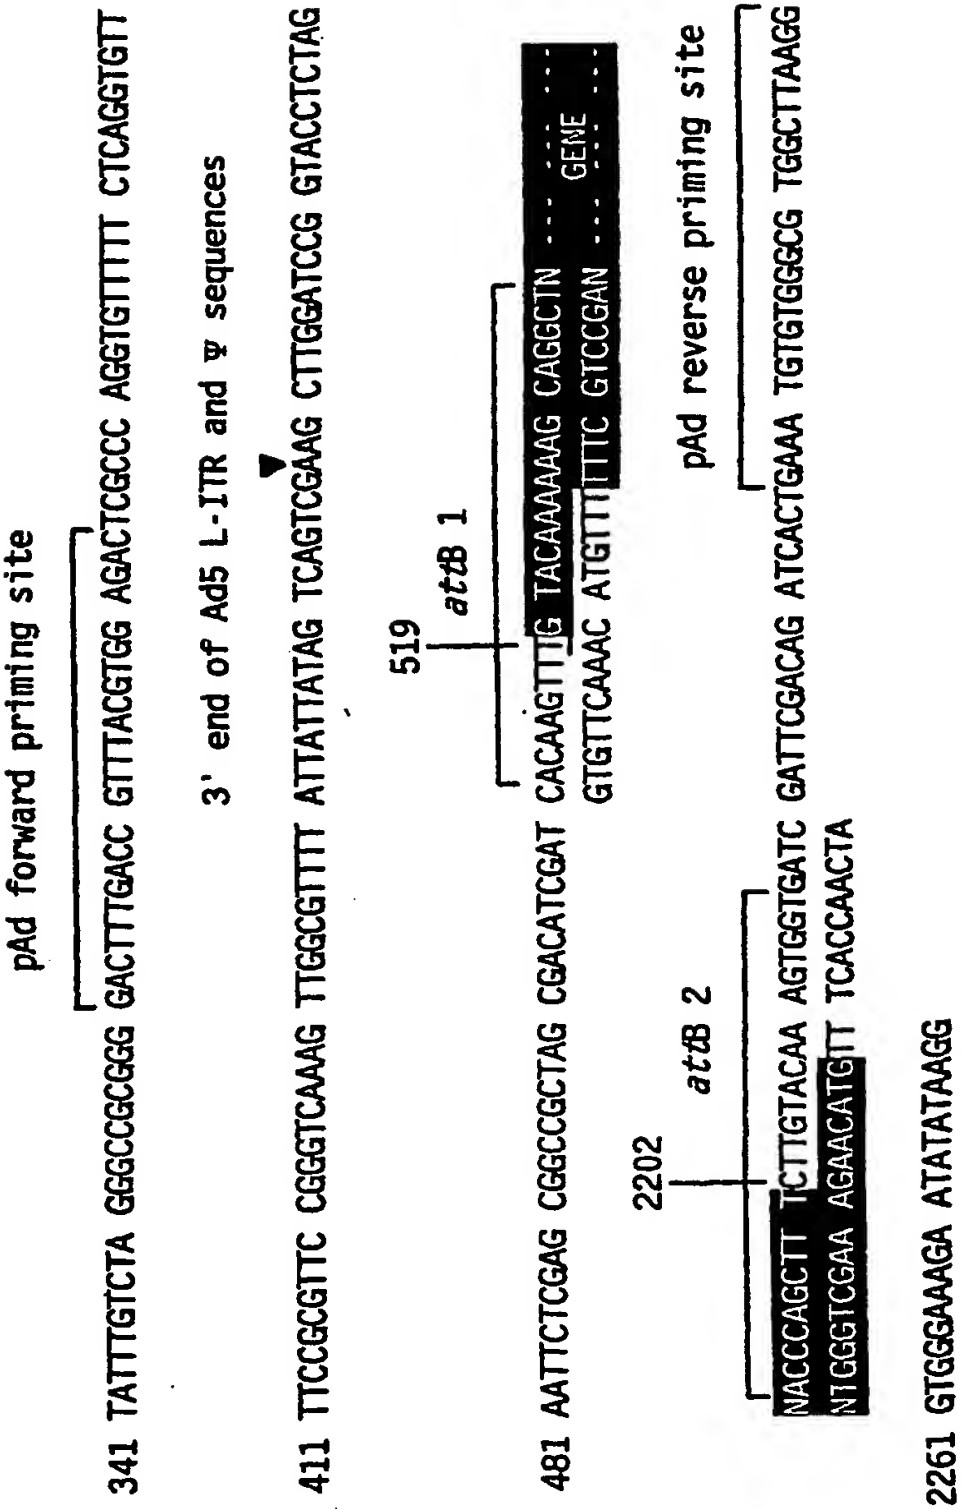 pAd forward priming site
341 TATTTGTCTA GGGCCGCGGG GACTTTGACC GTTTACGTGG AGACTCGCCC AGGTGTTTTT CTCAGGTGTT
3' end of Ad5 L-ITR and Ψ sequences
411 TTCCGCGTTC CGGGTCAAAG TTGGCGTTTT ATTATTATAG TCAGTCGAAG CTTGGATCCG GTACCTCTAG
519
attB 1
481 AATTCTCGAG CGGCCGCTAG CGACATCGAT CACAAGTTTG TACAAAAAAG CAGGCTN --- --- ---
GENE
GTGTTCAAAC ATGTTTTTTC GTCCGAN --- --- ---
pAd reverse priming site
2202
attB 2
NACCCAGCTT TCTTGTACAA AGTGGTGATC GATTCGACAG ATCACTGAAA TGTGTGGGCG TGGCTTAAGG
NTGGGTCGAA AGAACATGTT TCACCAACTA
2261 GTGGGAAAGA ATATATAAGG